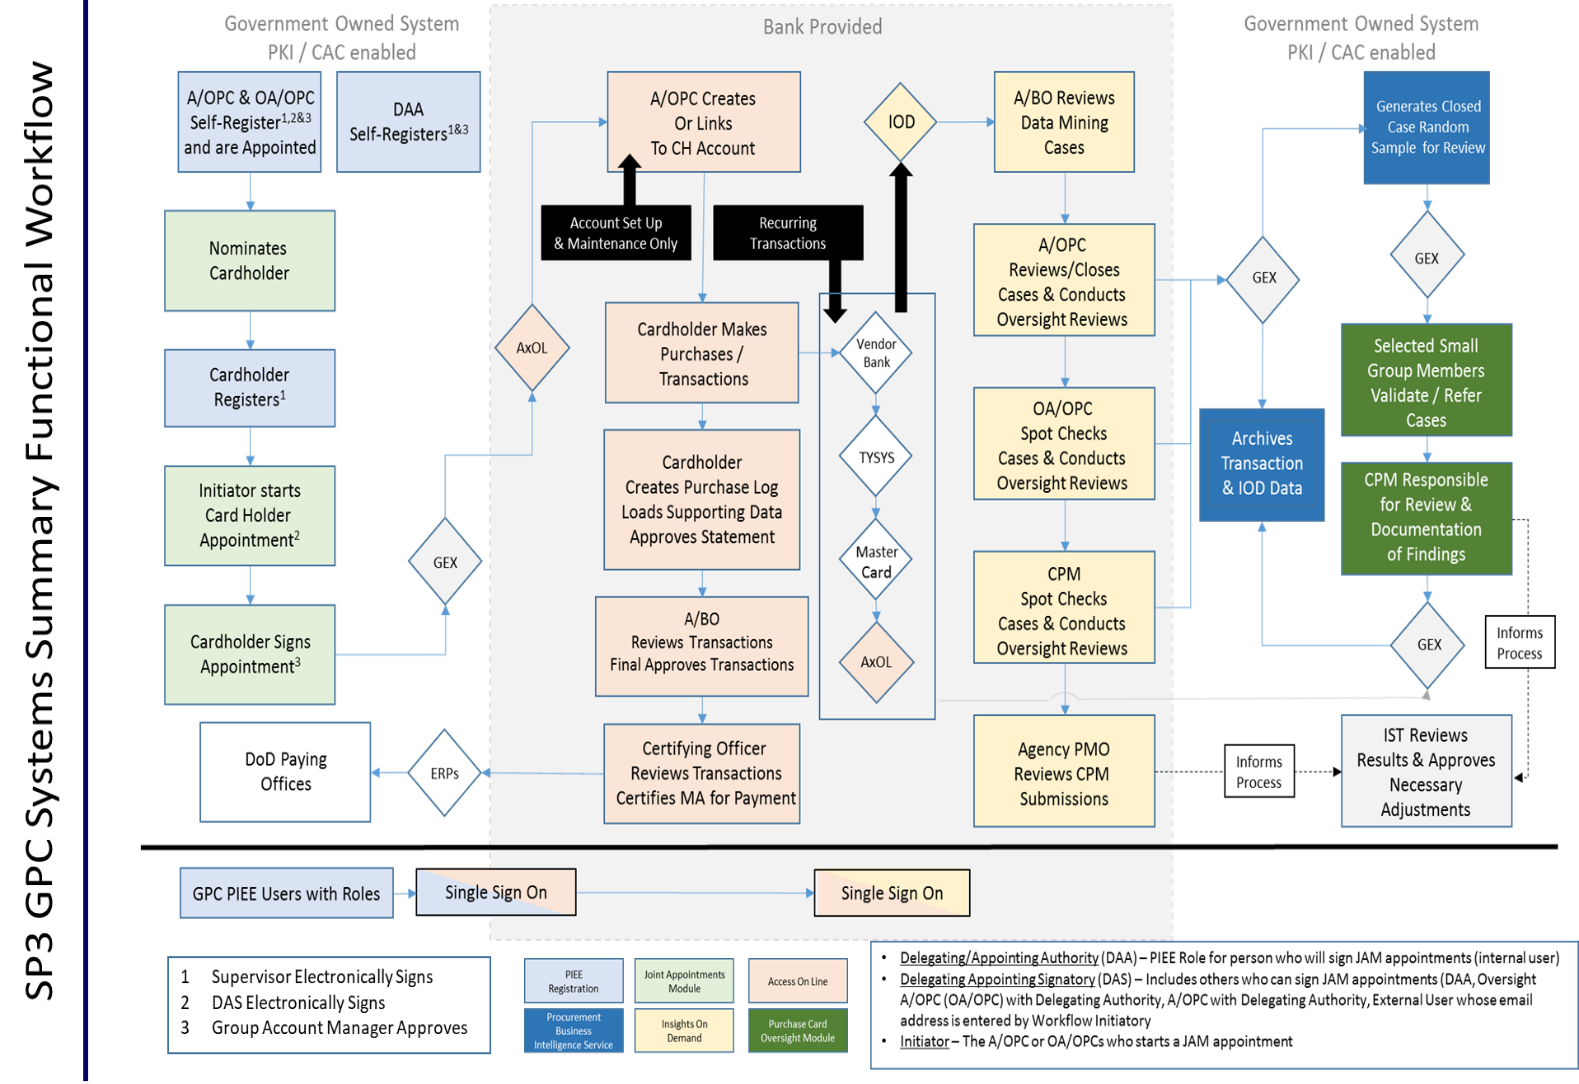 SP3 GPC Systems Summary Functional Workflow
Government Owned System
PKI / CAC enabled
Bank Provided
Government Owned System
PKI / CAC enabled
A/OPC & OA/OPC
Self-Register1,2&3
and are Appointed
DAA
Self-Registers1&3
Nominates
Cardholder
Cardholder
Registers1
Initiator starts
Card Holder
Appointment2
Cardholder Signs
Appointment3
GEX
AxOL
DoD Paying
Offices
ERPs
A/OPC Creates
Or Links
To CH Account
Account Set Up
& Maintenance Only
Recurring
Transactions
Cardholder Makes
Purchases /
Transactions
Cardholder
Creates Purchase Log
Loads Supporting Data
Approves Statement
A/BO
Reviews Transactions
Final Approves Transactions
Certifying Officer
Reviews Transactions
Certifies MA for Payment
Vendor
Bank
TYSYS
Master
Card
AxOL
IOD
A/BO Reviews
Data Mining
Cases
A/OPC
Reviews/Closes
Cases & Conducts
Oversight Reviews
OA/OPC
Spot Checks
Cases & Conducts
Oversight Reviews
CPM
Spot Checks
Cases & Conducts
Oversight Reviews
Agency PMO
Reviews CPM
Submissions
GEX
Archives
Transaction
& IOD Data
Informs
Process
Generates Closed
Case Random
Sample for Review
GEX
Selected Small
Group Members
Validate / Refer
Cases
CPM Responsible
for Review &
Documentation
of Findings
GEX
Informs
Process
IST Reviews
Results & Approves
Necessary
Adjustments
GPC PIEE Users with Roles
Single Sign On
Single Sign On
1 Supervisor Electronically Signs
2 DAS Electronically Signs
3 Group Account Manager Approves
PIEE
Registration
Joint Appointments
Module
Access On Line
Procurement
Business
Intelligence Service
Insights On
Demand
Purchase Card
Oversight Module
• Delegating/Appointing Authority (DAA) – PIEE Role for person who will sign JAM appointments (internal user)
• Delegating Appointing Signatory (DAS) – Includes others who can sign JAM appointments (DAA, Oversight
A/OPC (OA/OPC) with Delegating Authority, A/OPC with Delegating Authority, External User whose email
address is entered by Workflow Initiatory
• Initiator – The A/OPC or OA/OPCs who starts a JAM appointment